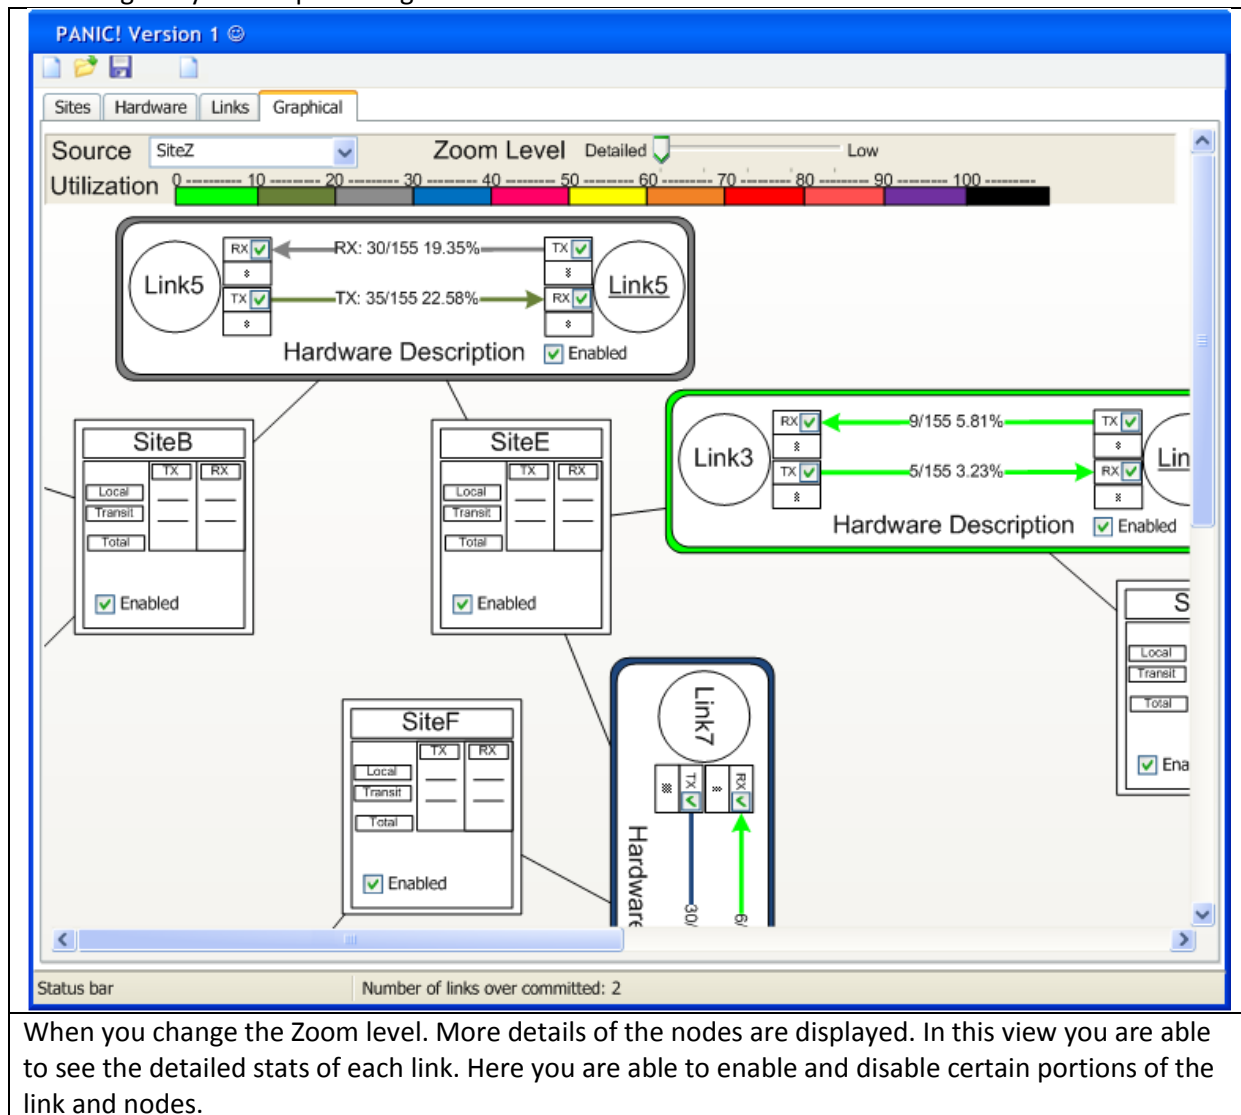 PANIC! Version 1 ☺
Sites Hardware Links Graphical
Source SiteZ Zoom Level Detailed Low
Utilization 0 ---------- 10 ---------- 20 ---------- 30 ---------- 40 ---------- 50 ---------- 60 ---------- 70 ---------- 80 ---------- 90 ---------- 100 ---------
Link5 RX RX: 30/155 19.35% TX Link5
TX TX: 35/155 22.58% RX
Hardware Description Enabled
SiteB
TX RX
Local
Transit
Total
Enabled
SiteE
TX RX
Local
Transit
Total
Enabled
Link3 RX 9/155 5.81% TX Lin
TX 5/155 3.23% RX
Hardware Description Enabled
S
Local
Transit
Total
Ena
SiteF
TX RX
Local
Transit
Total
Enabled
Link7
TX RX
Hardware
30/ 6/
Status bar Number of links over committed: 2
When you change the Zoom level. More details of the nodes are displayed. In this view you are able
to see the detailed stats of each link. Here you are able to enable and disable certain portions of the
link and nodes.